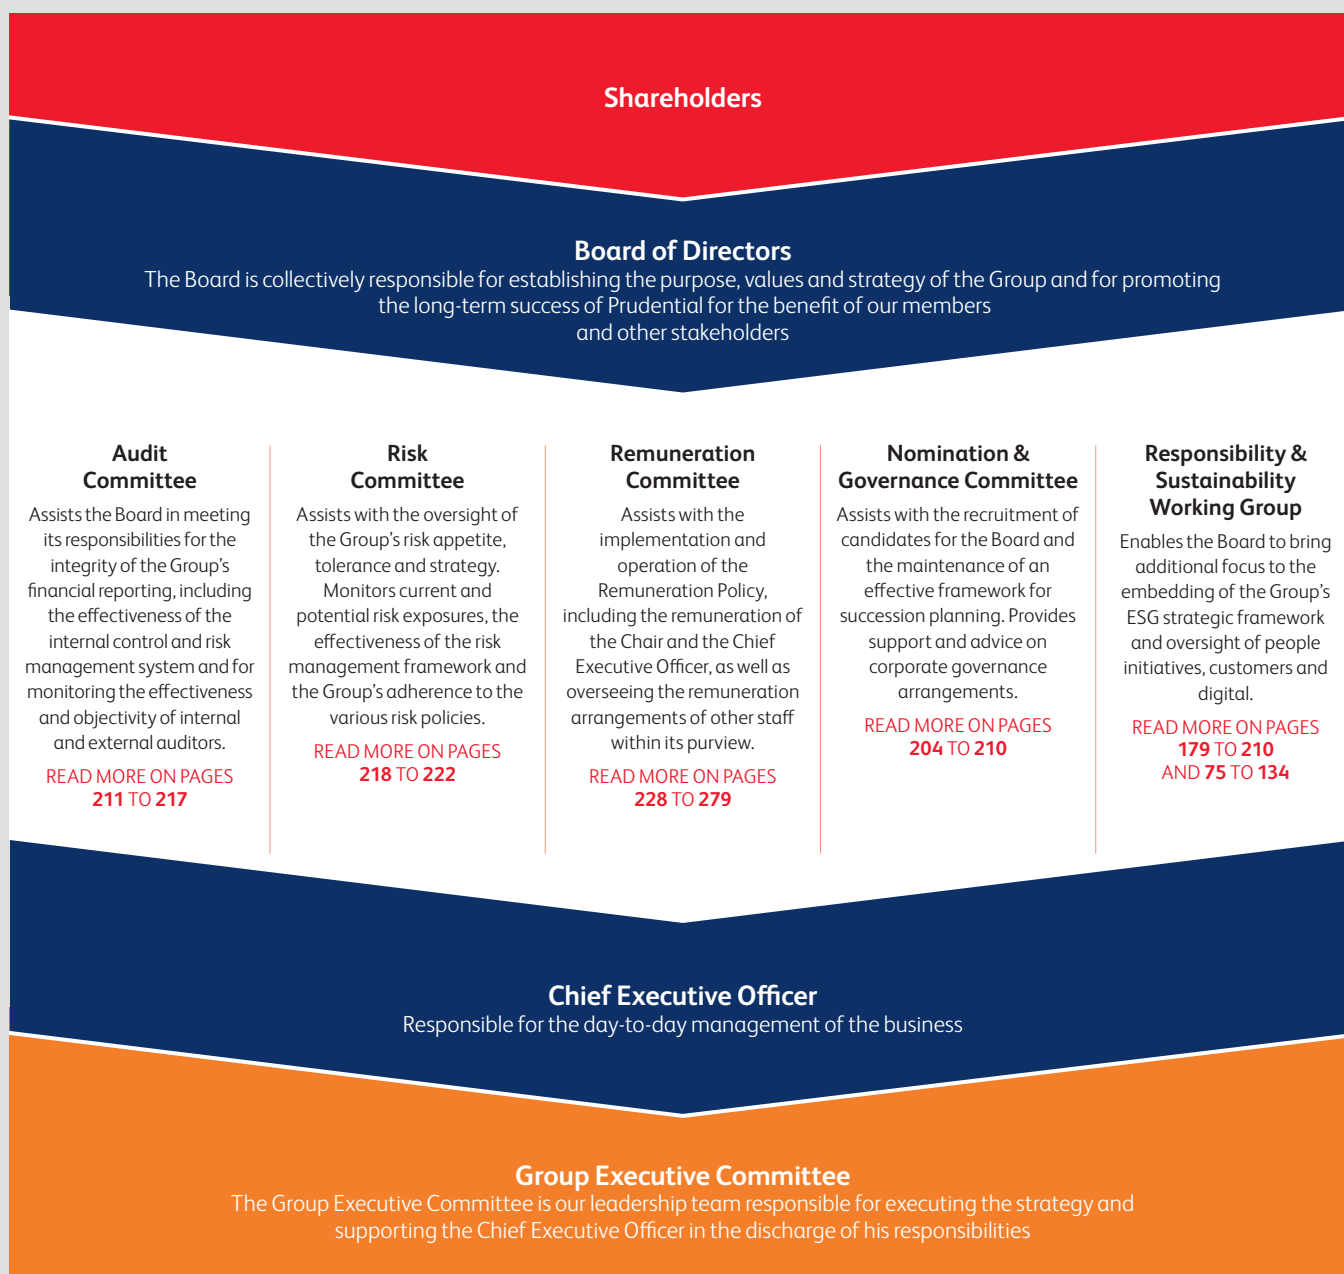 Shareholders
Board of Directors
The Board is collectively responsible for establishing the purpose, values and strategy of the Group and for promoting
the long-term success of Prudential for the benefit of our members
and other stakeholders
Audit
Committee
Assists the Board in meeting
its responsibilities for the
integrity of the Group’s
financial reporting, including
the effectiveness of the
internal control and risk
management system and for
monitoring the effectiveness
and objectivity of internal
and external auditors.
READ MORE ON PAGES
211 TO 217
Risk
Committee
Assists with the oversight of
the Group’s risk appetite,
tolerance and strategy.
Monitors current and
potential risk exposures, the
effectiveness of the risk
management framework and
the Group’s adherence to the
various risk policies.
READ MORE ON PAGES
218 TO 222
Remuneration
Committee
Assists with the
implementation and
operation of the
Remuneration Policy,
including the remuneration of
the Chair and the Chief
Executive Officer, as well as
overseeing the remuneration
arrangements of other staff
within its purview.
READ MORE ON PAGES
228 TO 279
Nomination &
Governance Committee
Assists with the recruitment of
candidates for the Board and
the maintenance of an
effective framework for
succession planning. Provides
support and advice on
corporate governance
arrangements.
READ MORE ON PAGES
204 TO 210
Responsibility &
Sustainability
Working Group
Enables the Board to bring
additional focus to the
embedding of the Group’s
ESG strategic framework
and oversight of people
initiatives, customers and
digital.
READ MORE ON PAGES
179 TO 210
AND 75 TO 134
Chief Executive Officer
Responsible for the day-to-day management of the business
Group Executive Committee
The Group Executive Committee is our leadership team responsible for executing the strategy and
supporting the Chief Executive Officer in the discharge of his responsibilities